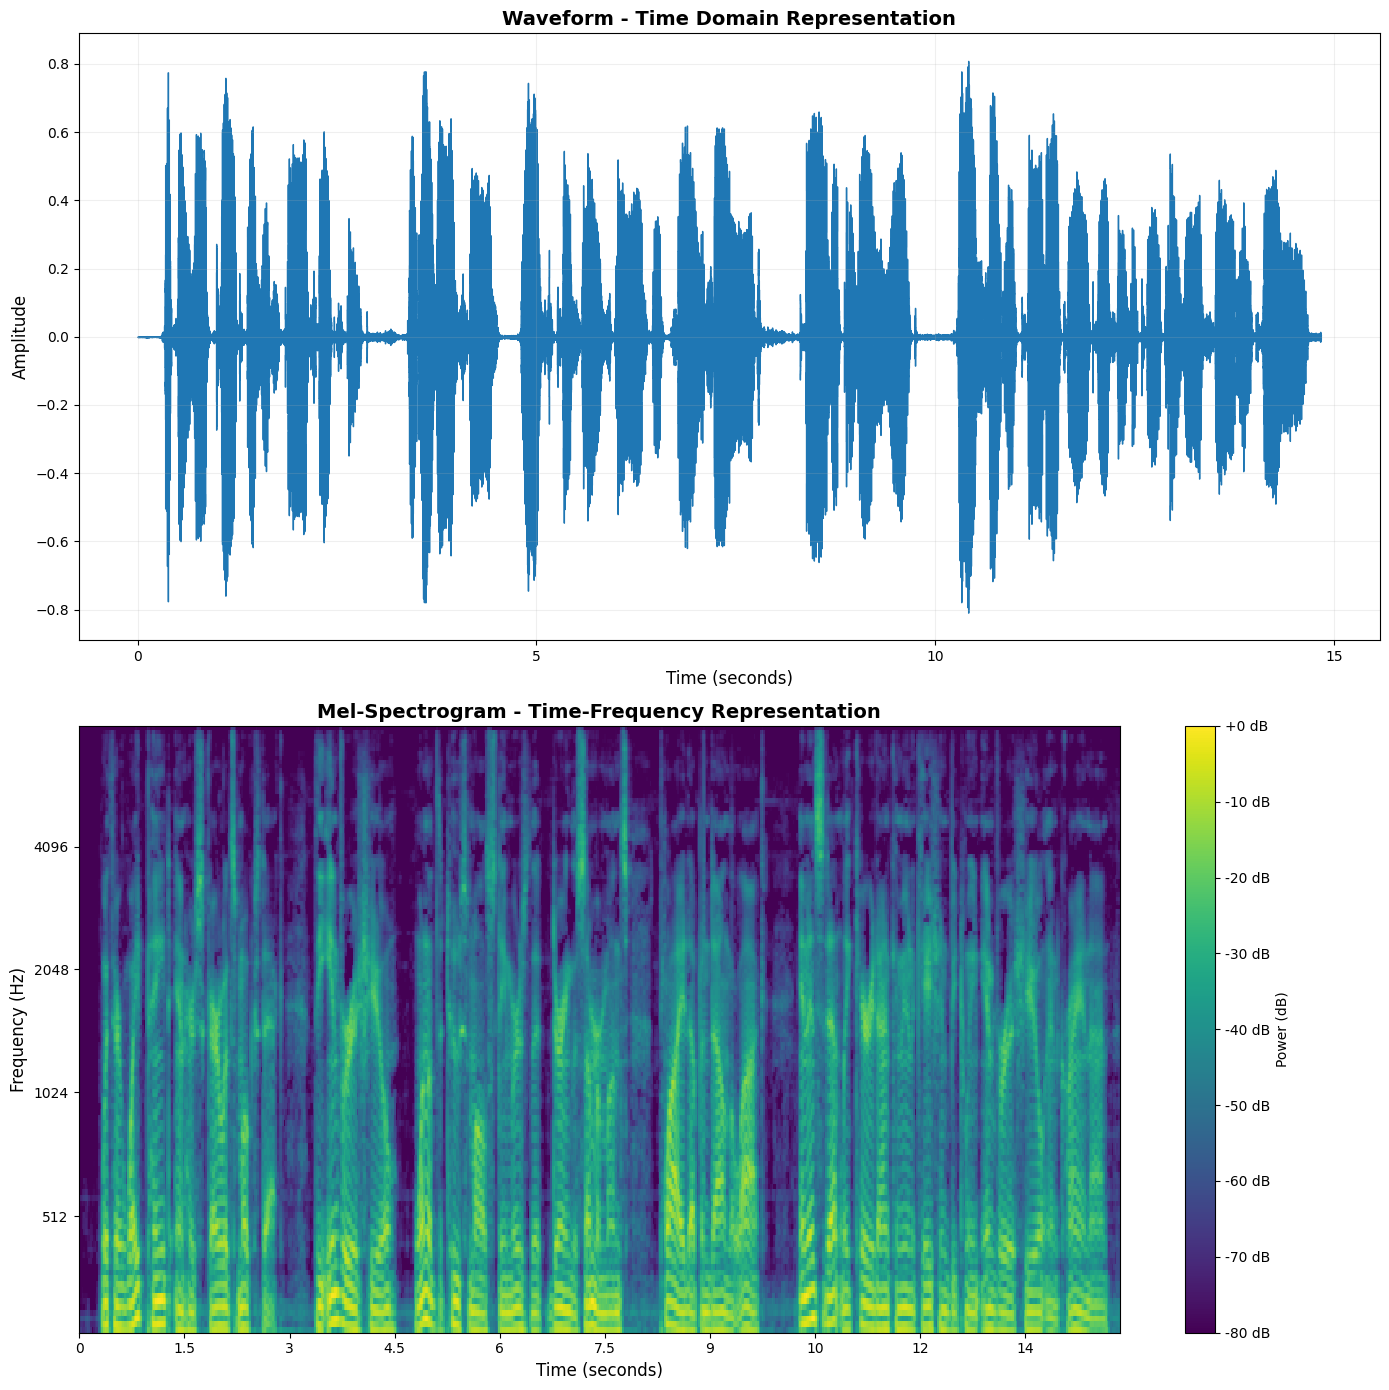 Waveform - Time Domain Representation
Amplitude
0.8
0.6
0.4
0.2
0.0
−0.2
−0.4
−0.6
−0.8
0 5 10 15
Time (seconds)
Mel-Spectrogram - Time-Frequency Representation
Frequency (Hz)
4096
2048
1024
512
0 1.5 3 4.5 6 7.5 9 10 12 14
Time (seconds)
+0 dB
-10 dB
-20 dB
-30 dB
-40 dB
-50 dB
-60 dB
-70 dB
-80 dB
Power (dB)